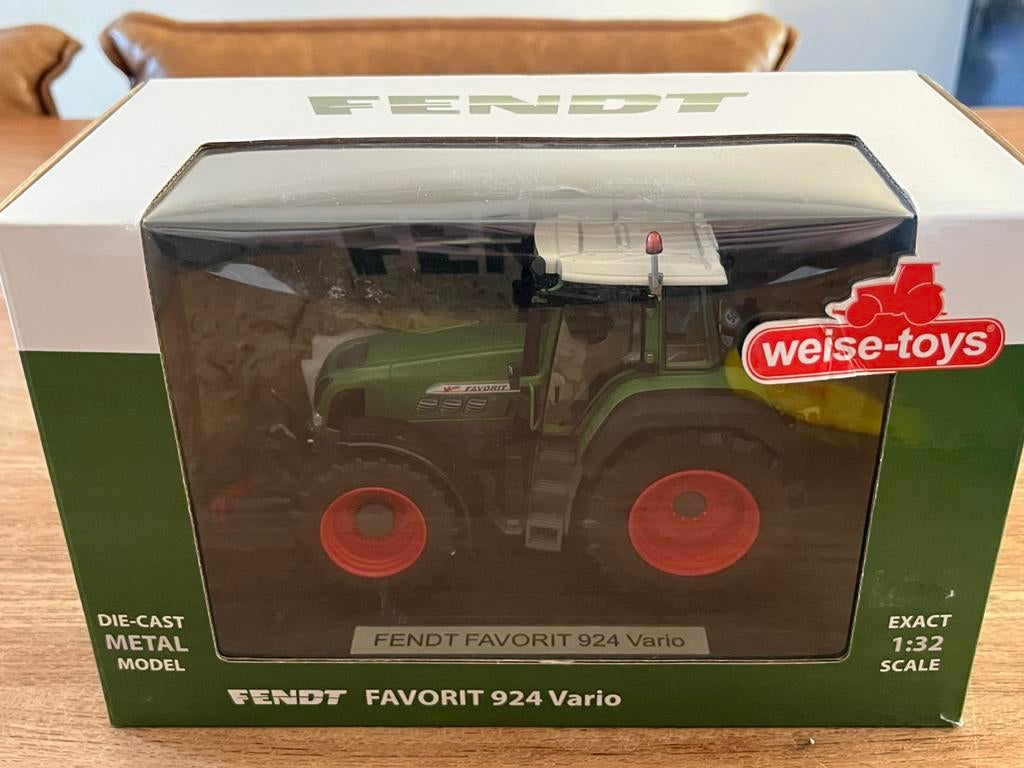 FENDT
weise-toys®
FAVORIT
FENDT FAVORIT 924 Vario
DIE-CAST
METAL
MODEL
EXACT
1:32
SCALE
FENDT FAVORIT 924 Vario